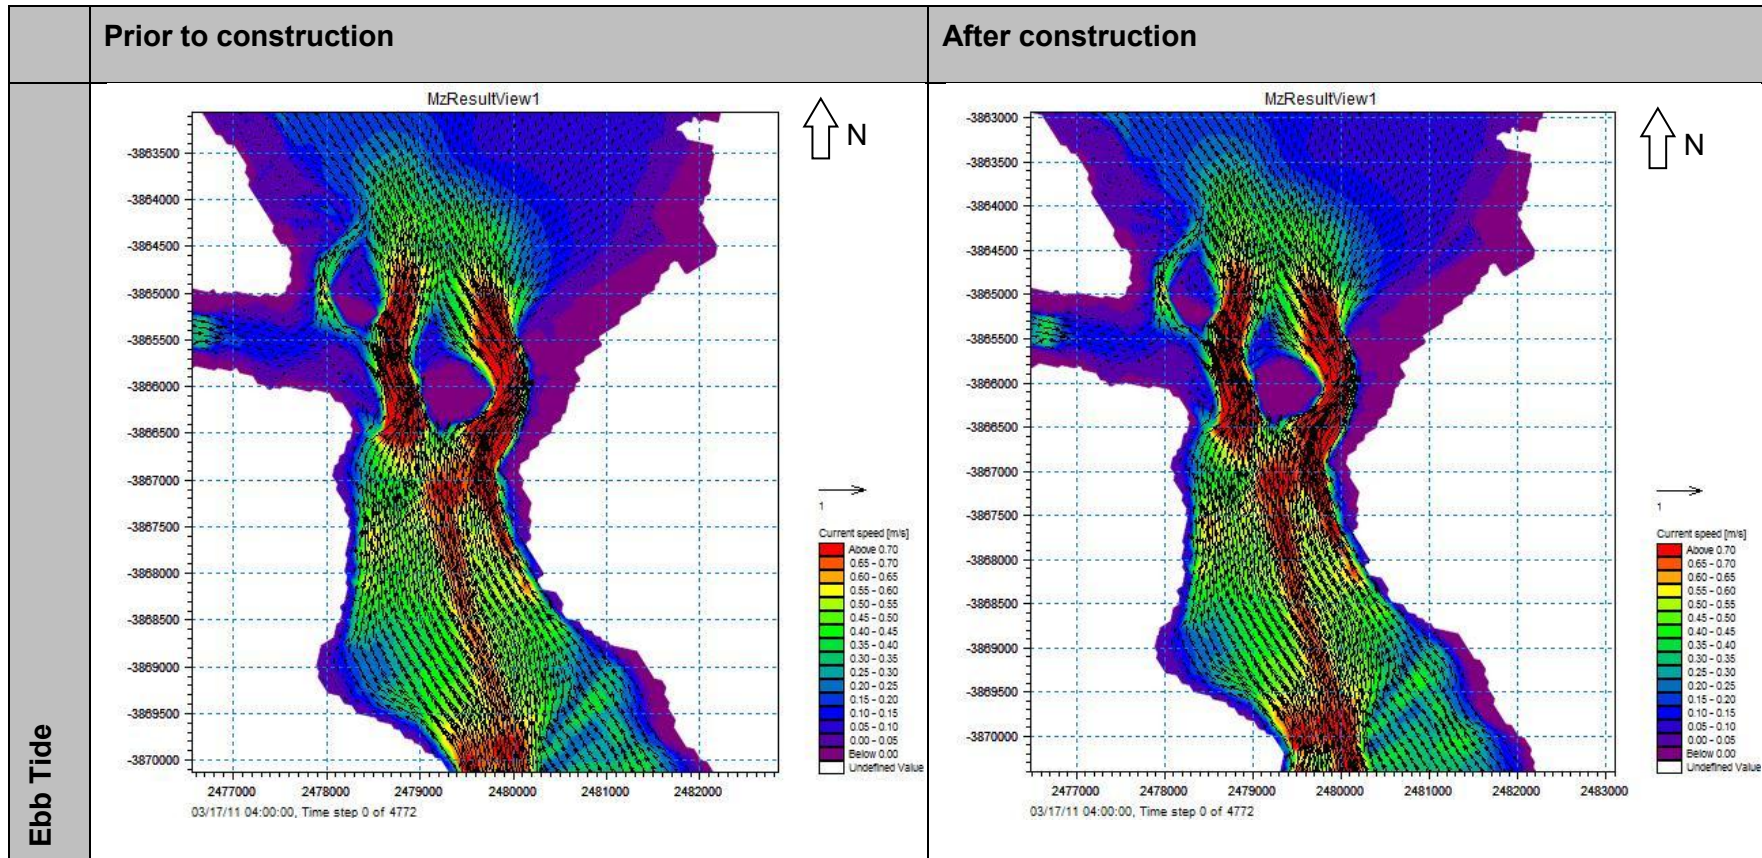 Prior to construction
After construction
Ebb Tide
MzResultView1
N
-3863500
-3864000
-3864500
-3865000
-3865500
-3866000
-3866500
-3867000
-3867500
-3868000
-3868500
-3869000
-3869500
-3870000
2477000 2478000 2479000 2480000 2481000 2482000
03/17/11 04:00:00, Time step 0 of 4772
1
Current speed [m/s]
Above 0.70
0.65 - 0.70
0.60 - 0.65
0.55 - 0.60
0.50 - 0.55
0.45 - 0.50
0.40 - 0.45
0.35 - 0.40
0.30 - 0.35
0.25 - 0.30
0.20 - 0.25
0.15 - 0.20
0.10 - 0.15
0.05 - 0.10
0.00 - 0.05
Below 0.00
Undefined Value
MzResultView1
N
-3863000
-3863500
-3864000
-3864500
-3865000
-3865500
-3866000
-3866500
-3867000
-3867500
-3868000
-3868500
-3869000
-3869500
-3870000
2477000 2478000 2479000 2480000 2481000 2482000 2483000
03/17/11 04:00:00, Time step 0 of 4772
1
Current speed [m/s]
Above 0.70
0.65 - 0.70
0.60 - 0.65
0.55 - 0.60
0.50 - 0.55
0.45 - 0.50
0.40 - 0.45
0.35 - 0.40
0.30 - 0.35
0.25 - 0.30
0.20 - 0.25
0.15 - 0.20
0.10 - 0.15
0.05 - 0.10
0.00 - 0.05
Below 0.00
Undefined Value